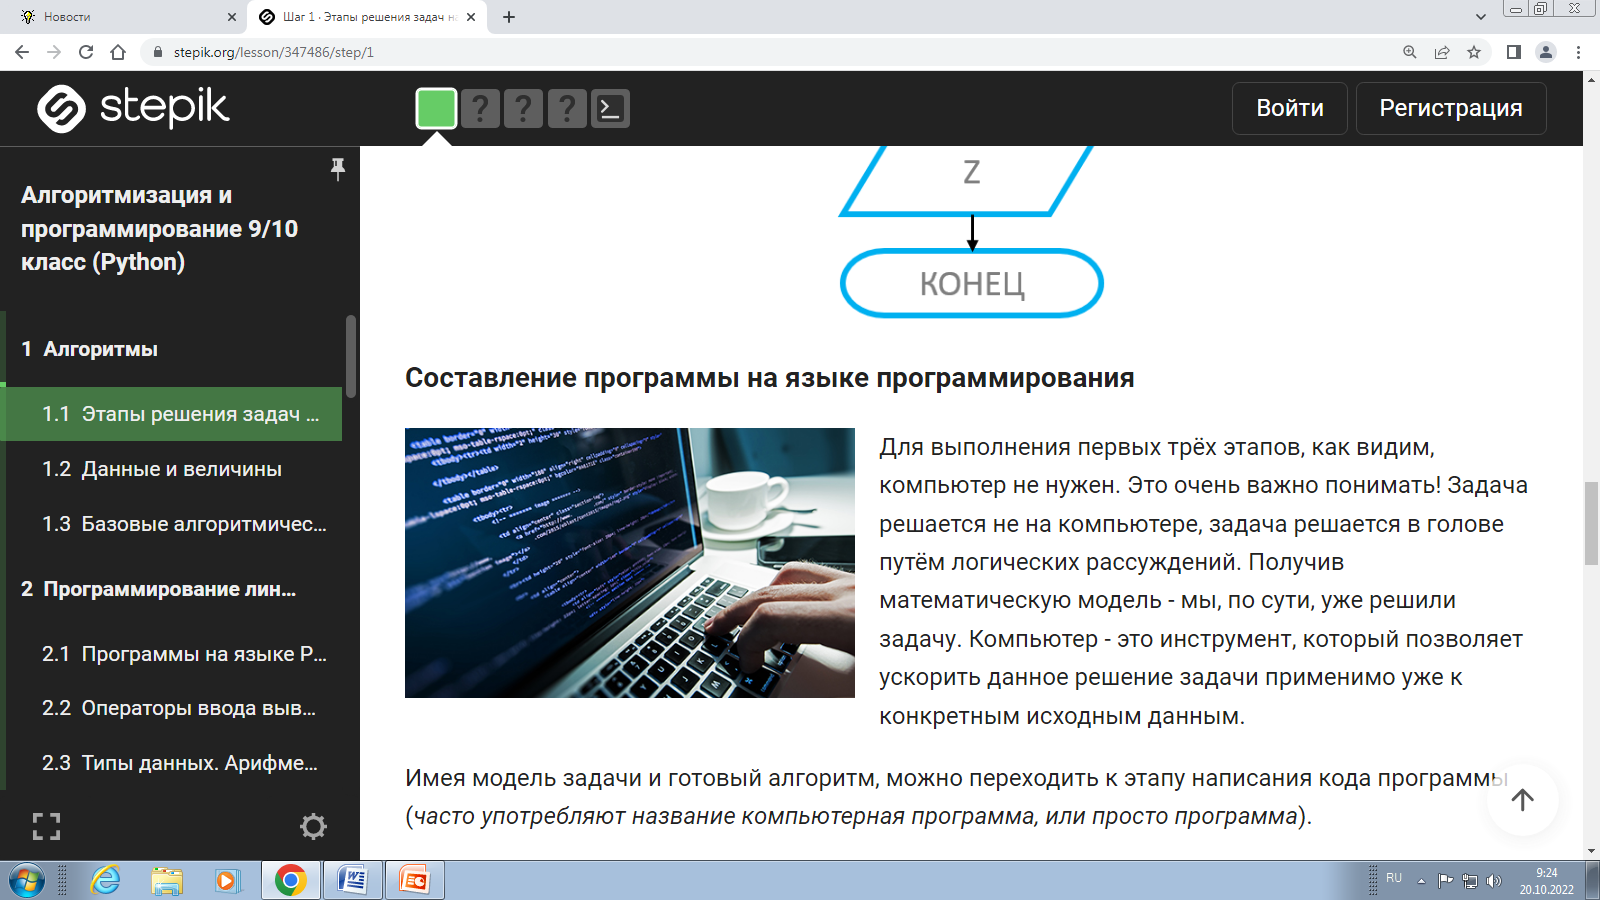 Новости
Шаг 1 · Этапы решения задач на
stepik.org/lesson/347486/step/1
stepik
? ? ?
Войти
Регистрация
Алгоритмизация и
программирование 9/10
класс (Python)
1 Алгоритмы
1.1 Этапы решения задач ...
1.2 Данные и величины
1.3 Базовые алгоритмичес...
2 Программирование лин...
2.1 Программы на языке P...
2.2 Операторы ввода выв...
2.3 Типы данных. Арифме...
Z
КОНЕЦ
Составление программы на языке программирования
Для выполнения первых трёх этапов, как видим,
компьютер не нужен. Это очень важно понимать! Задача
решается не на компьютере, задача решается в голове
путём логических рассуждений. Получив
математическую модель - мы, по сути, уже решили
задачу. Компьютер - это инструмент, который позволяет
ускорить данное решение задачи применимо уже к
конкретным исходным данным.
Имея модель задачи и готовый алгоритм, можно переходить к этапу написания кода программы
(часто употребляют название компьютерная программа, или просто программа).
RU
9:24
20.10.2022